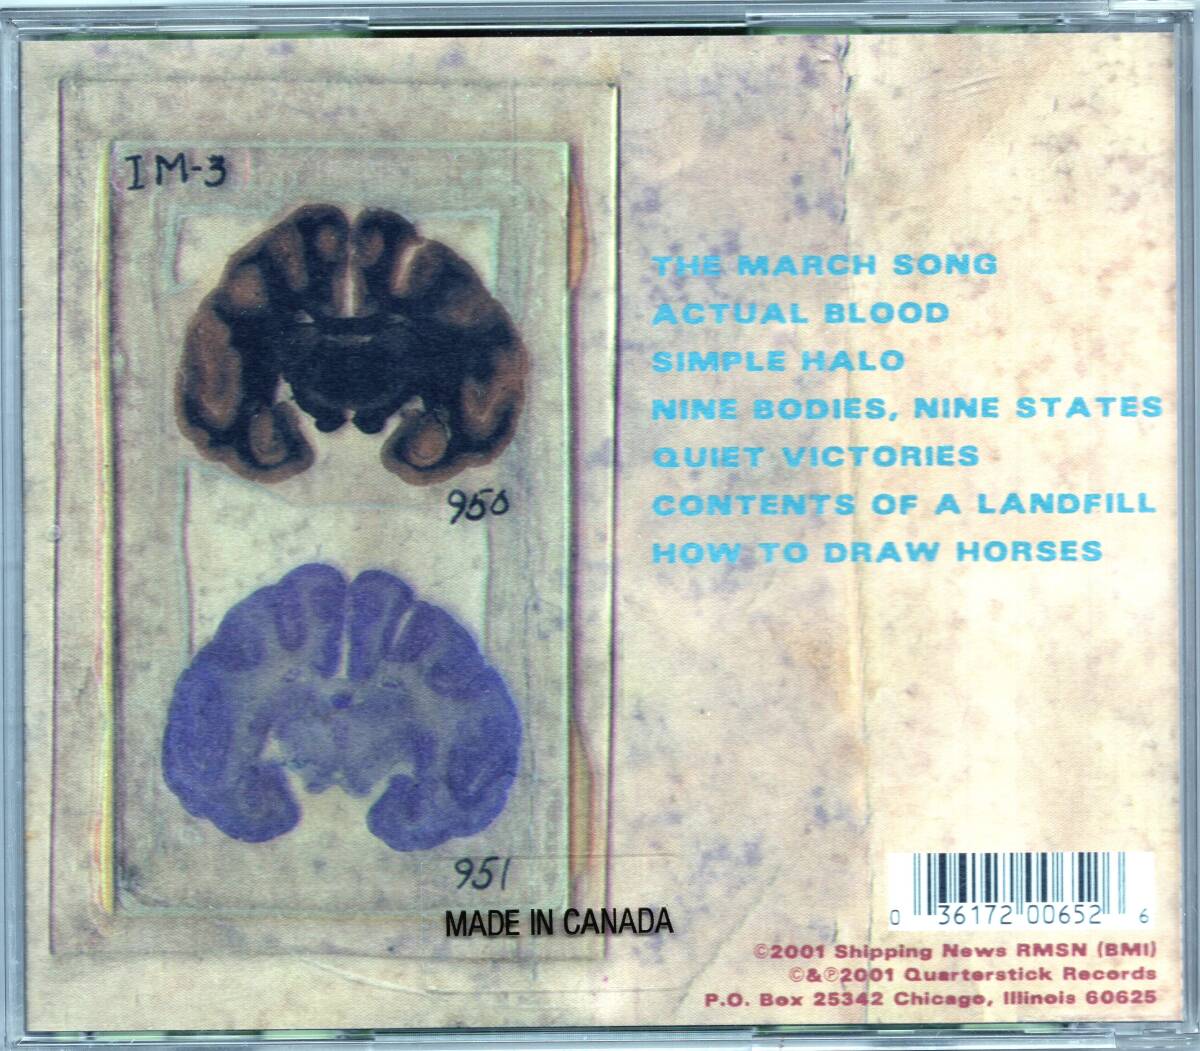 IM-3
950
951
MADE IN CANADA
THE MARCH SONG
ACTUAL BLOOD
SIMPLE HALO
NINE BODIES, NINE STATES
QUIET VICTORIES
CONTENTS OF A LANDFILL
HOW TO DRAW HORSES
0 36172 00652 6
©2001 Shipping News RMSN (BMI)
©&℗2001 Quarterstick Records
P.O. Box 25342 Chicago, Illinois 60625